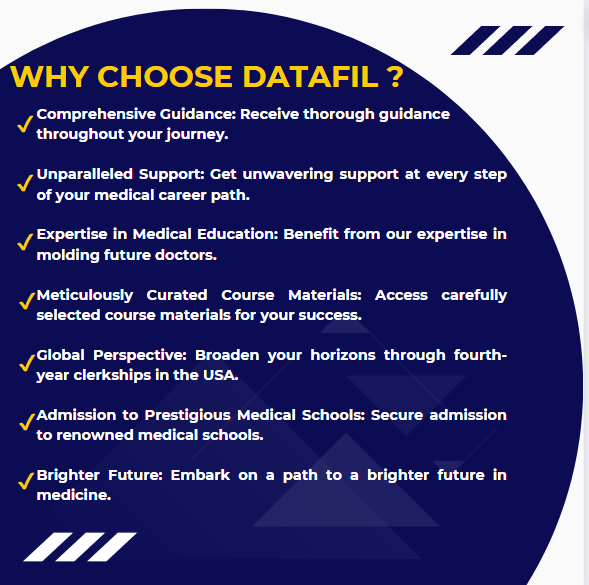 WHY CHOOSE DATAFIL ?
Comprehensive Guidance: Receive thorough guidance
throughout your journey.
Unparalleled Support: Get unwavering support at every step
of your medical career path.
Expertise in Medical Education: Benefit from our expertise in
molding future doctors.
Meticulously Curated Course Materials: Access carefully
selected course materials for your success.
Global Perspective: Broaden your horizons through fourth-
year clerkships in the USA.
Admission to Prestigious Medical Schools: Secure admission
to renowned medical schools.
Brighter Future: Embark on a path to a brighter future in
medicine.